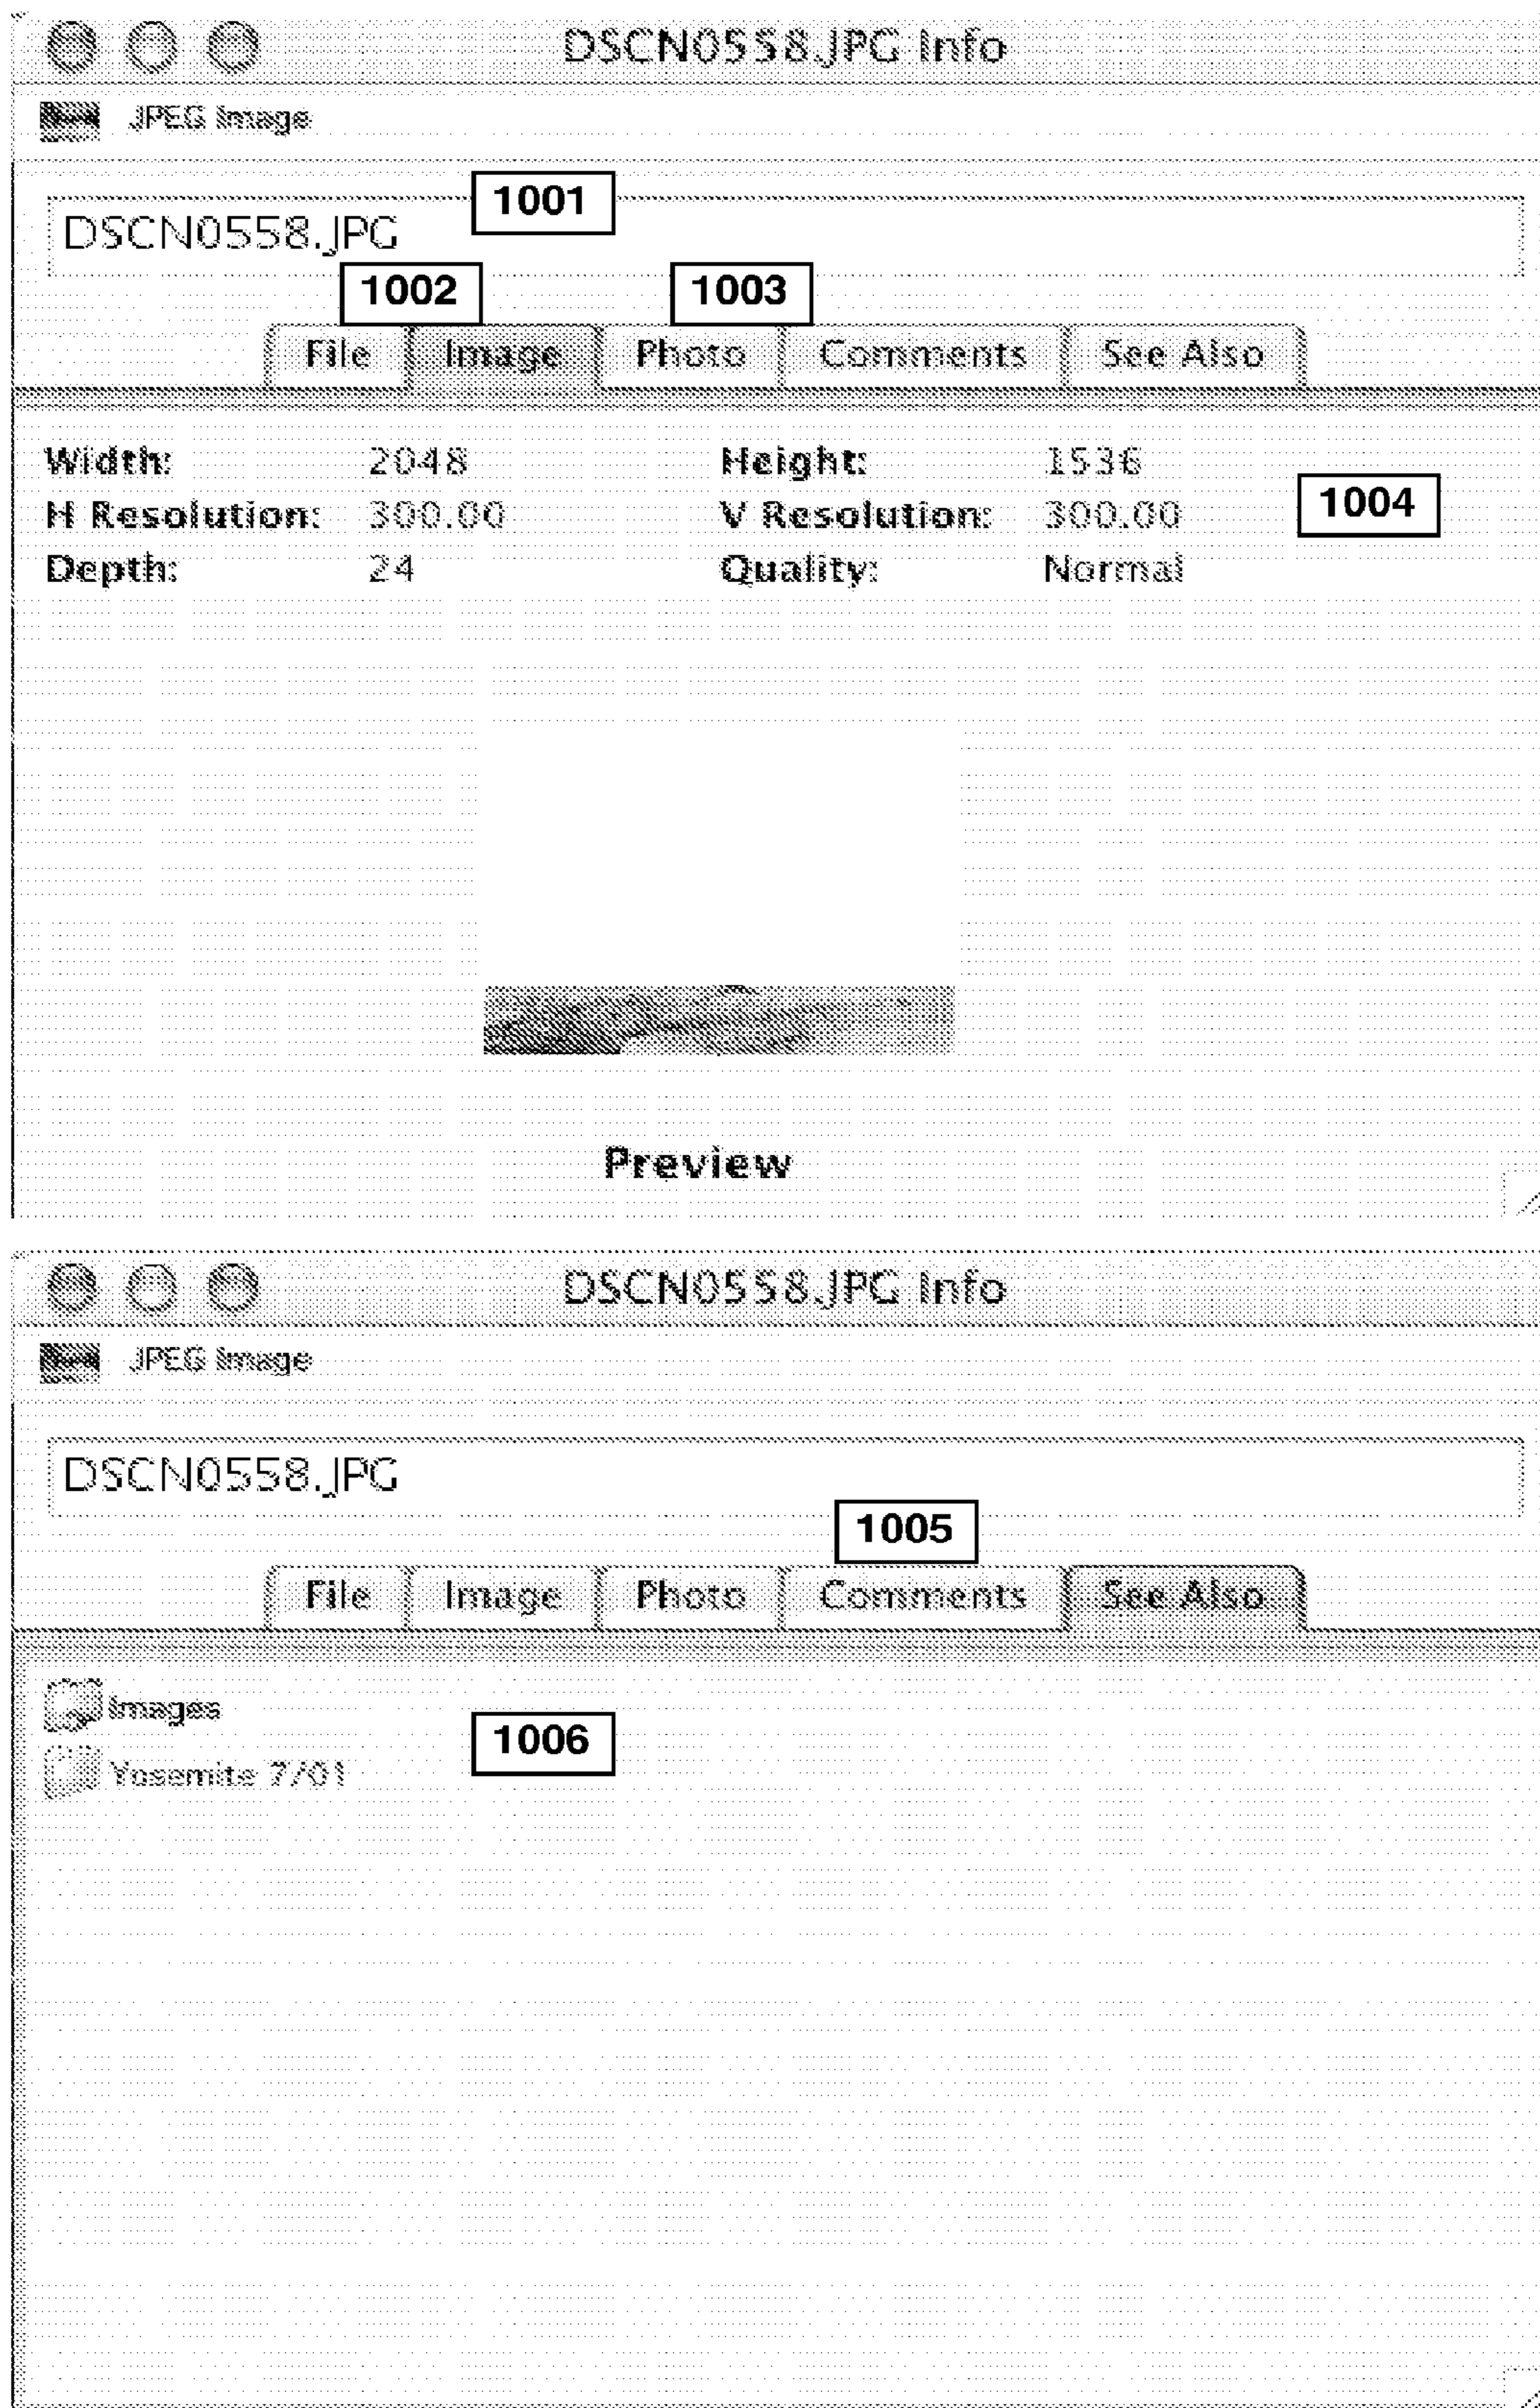 DSCN0558.JPG Info
JPEG Image
1001
DSCN0558.JPG
1002 1003
File Image Photo Comments See Also
Width: 2048 Height: 1536
1004
H Resolution: 300.00 V Resolution: 300.00
Depth: 24 Quality: Normal
Preview
DSCN0558.JPG Info
JPEG Image
DSCN0558.JPG
1005
File Image Photo Comments See Also
Images
1006
Yosemite 7/01